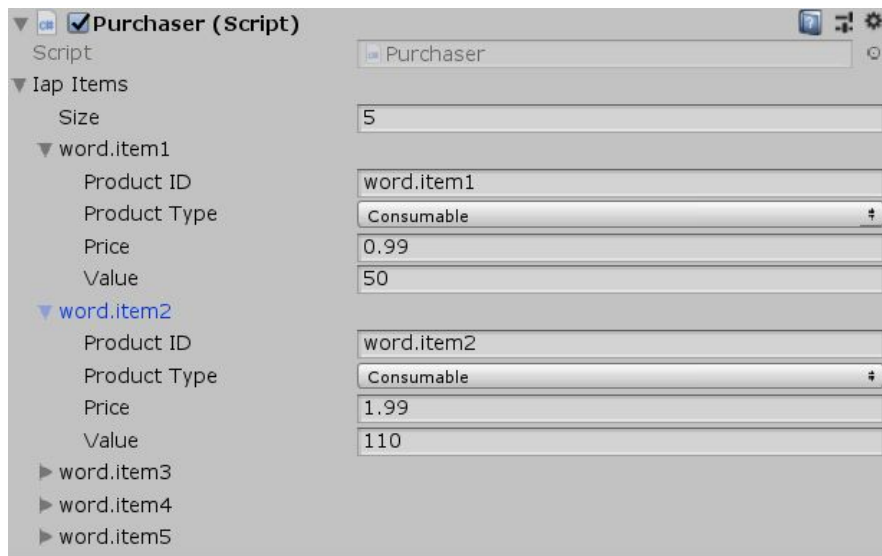 Purchaser (Script)
Script Purchaser
Iap Items
Size 5
word.item1
Product ID word.item1
Product Type Consumable
Price 0.99
Value 50
word.item2
Product ID word.item2
Product Type Consumable
Price 1.99
Value 110
word.item3
word.item4
word.item5